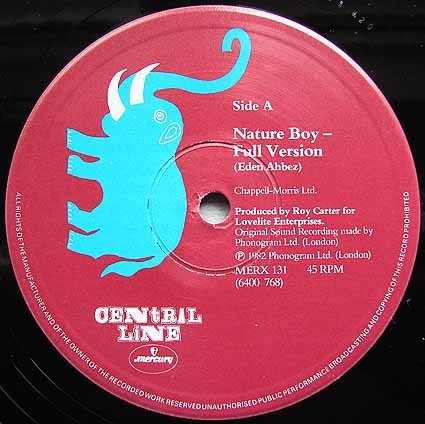 Side A
Nature Boy –
Full Version
(Eden Ahbez)
Chappell-Morris Ltd.
Produced by Roy Carter for
Lovelite Enterprises.
Original Sound Recording made by
Phonogram Ltd. (London)
℗ 1982 Phonogram Ltd. (London)
MERX 131 45 RPM
(6400 768)
CENtRAL
LiNE
mercury
ALL RIGHTS OF THE MANUFACTURER AND OF THE OWNER OF THE RECORDED WORK RESERVED UNAUTHORISED PUBLIC PERFORMANCE BROADCASTING AND COPYING OF THIS RECORD PROHIBITED